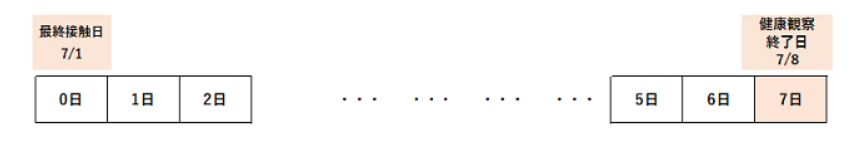 最終接触日
7/1
健康観察
終了日
7/8
0日 1日 2日 ・・・ ・・・ ・・・ ・・・ 5日 6日 7日